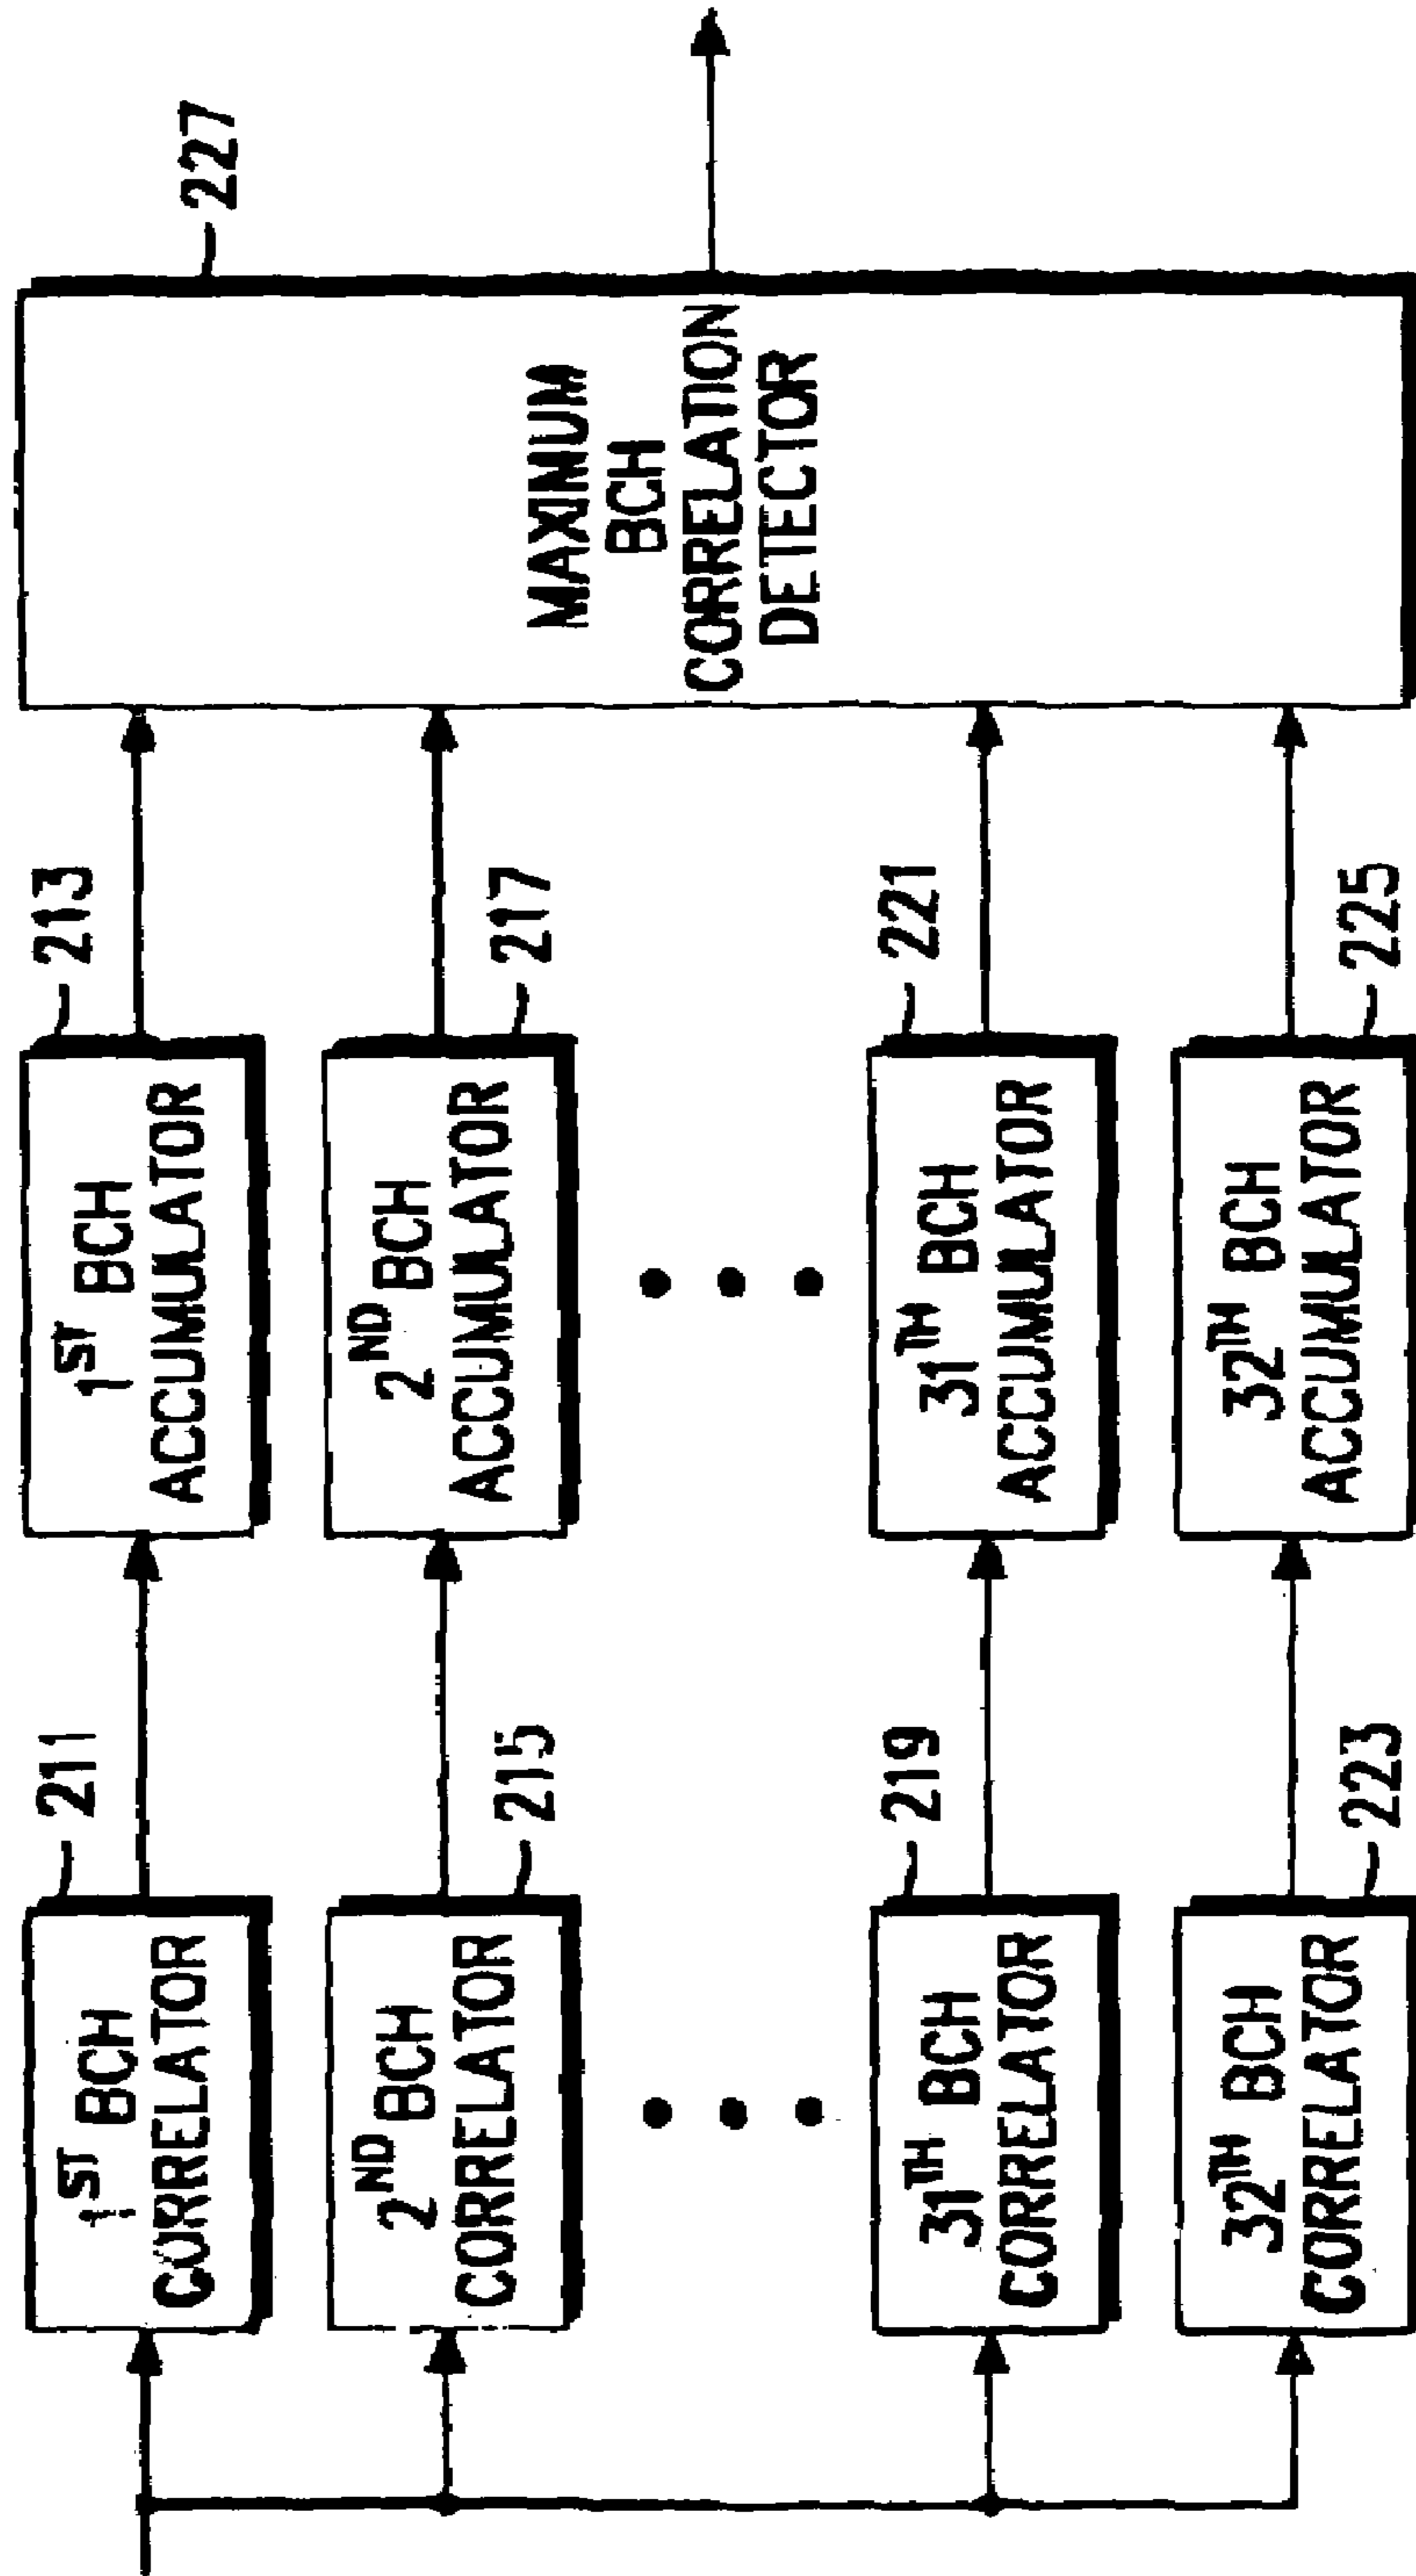 211
1ST BCH
CORRELATOR
213
1ST BCH
ACCUMULATOR
215
2ND BCH
CORRELATOR
217
2ND BCH
ACCUMULATOR
219
31TH BCH
CORRELATOR
221
31TH BCH
ACCUMULATOR
223
32TH BCH
CORRELATOR
225
32TH BCH
ACCUMULATOR
227
MAXIMUM
BCH
CORRELATION
DETECTOR